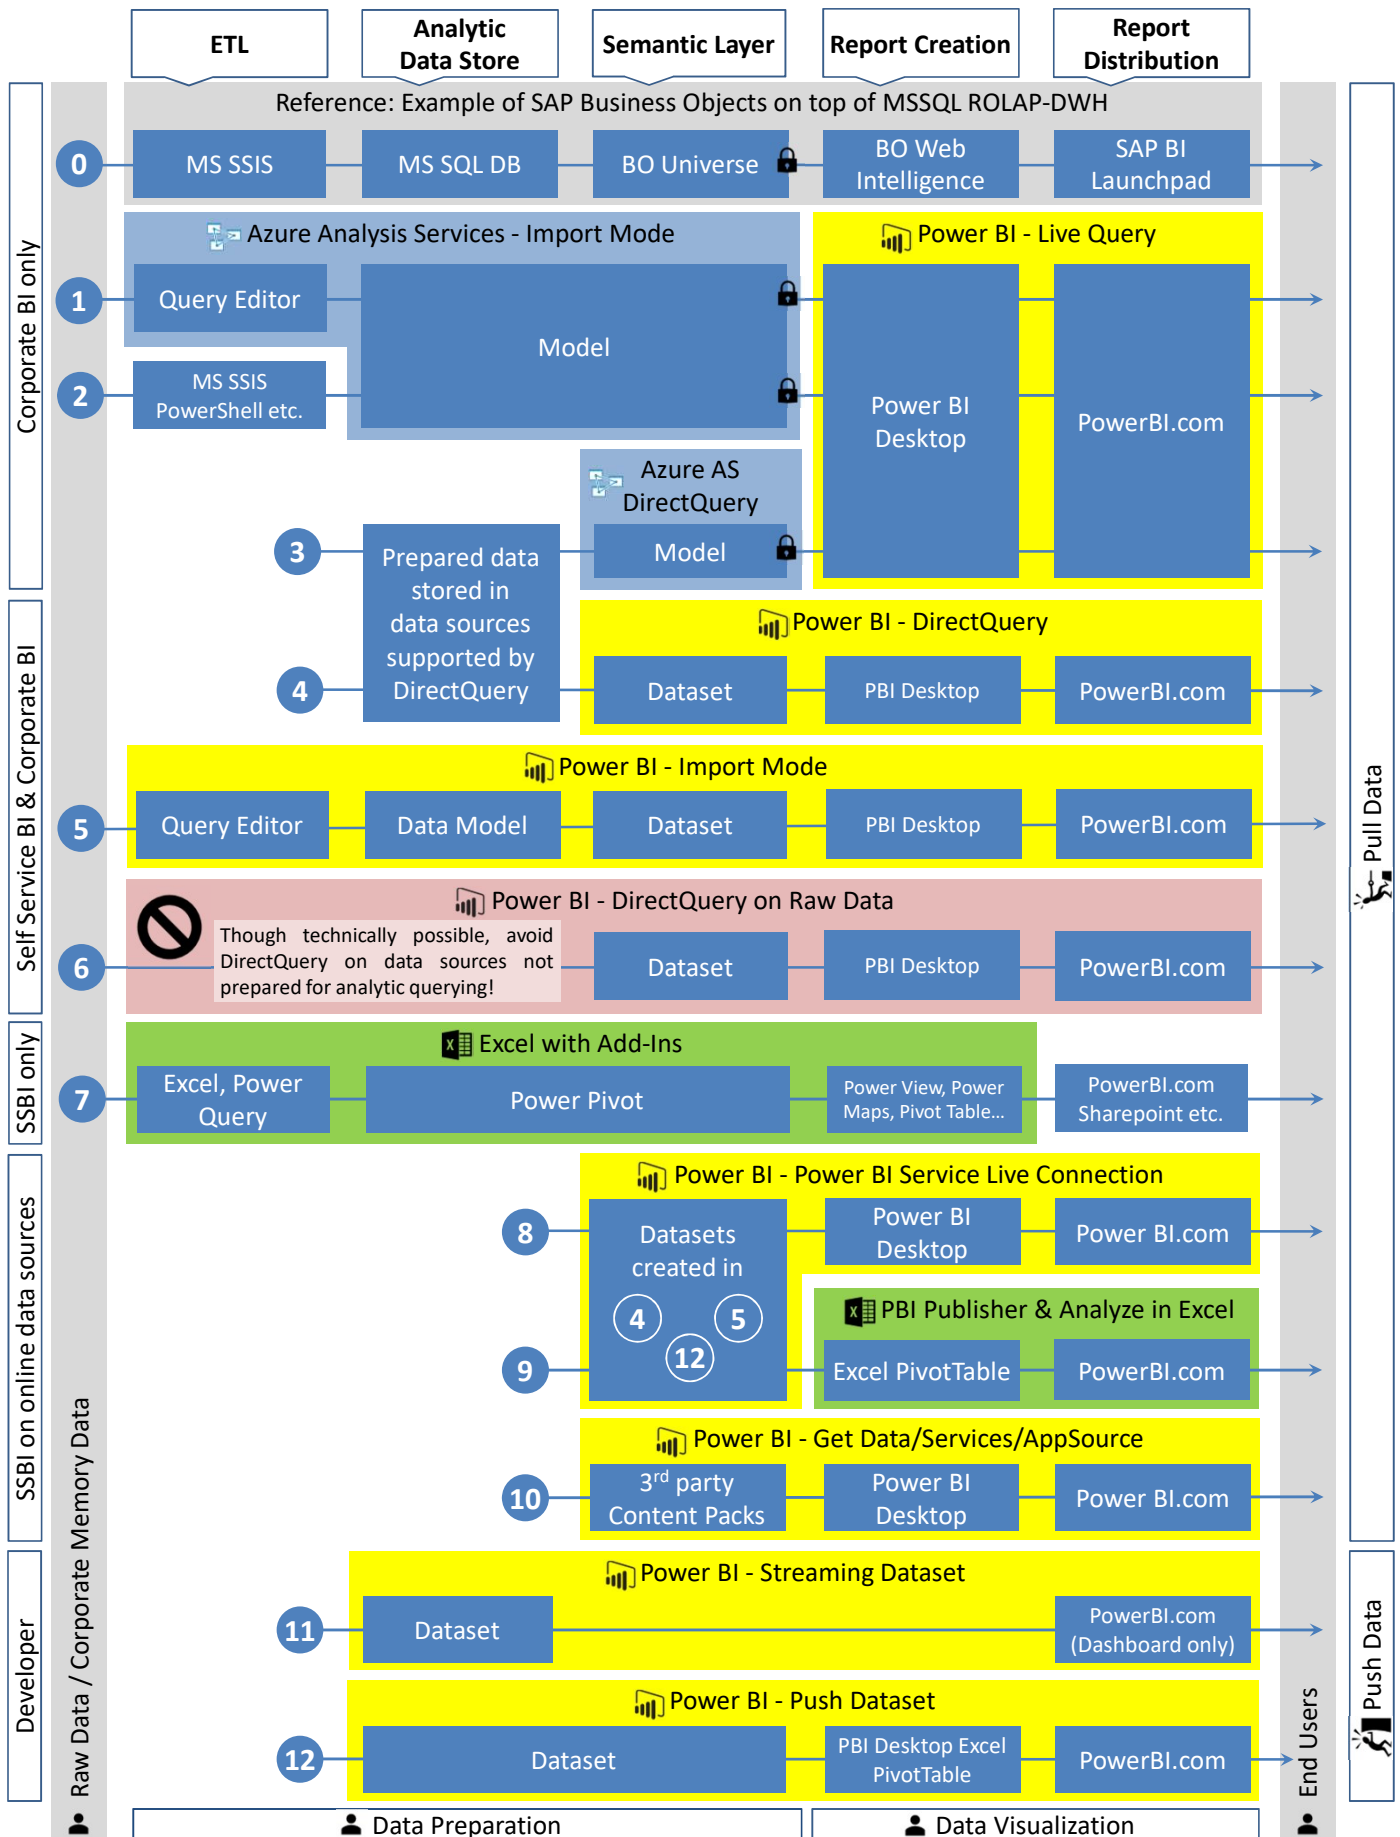 ETL
Analytic
Data Store
Semantic Layer
Report Creation
Report
Distribution
Reference: Example of SAP Business Objects on top of MSSQL ROLAP-DWH
0
MS SSIS
MS SQL DB
BO Universe
BO Web
Intelligence
SAP BI
Launchpad
Corporate BI only
Azure Analysis Services - Import Mode
Power BI - Live Query
1
Query Editor
Model
2
MS SSIS
PowerShell etc.
Power BI
Desktop
PowerBI.com
Azure AS
DirectQuery
3
Prepared data
stored in
data sources
supported by
DirectQuery
Model
Self Service BI & Corporate BI
Power BI - DirectQuery
4
Dataset
PBI Desktop
PowerBI.com
Power BI - Import Mode
5
Query Editor
Data Model
Dataset
PBI Desktop
PowerBI.com
Power BI - DirectQuery on Raw Data
6
Though technically possible, avoid
DirectQuery on data sources not
prepared for analytic querying!
Dataset
PBI Desktop
PowerBI.com
SSBI only
Excel with Add-Ins
7
Excel, Power
Query
Power Pivot
Power View, Power
Maps, Pivot Table...
PowerBI.com
Sharepoint etc.
SSBI on online data sources
Power BI - Power BI Service Live Connection
8
Datasets
created in
4
5
12
Power BI
Desktop
Power BI.com
PBI Publisher & Analyze in Excel
9
Excel PivotTable
PowerBI.com
Power BI - Get Data/Services/AppSource
10
3rd party
Content Packs
Power BI
Desktop
Power BI.com
Developer
Power BI - Streaming Dataset
11
Dataset
PowerBI.com
(Dashboard only)
Power BI - Push Dataset
12
Dataset
PBI Desktop Excel
PivotTable
PowerBI.com
Raw Data / Corporate Memory Data
End Users
Pull Data
Push Data
Data Preparation
Data Visualization